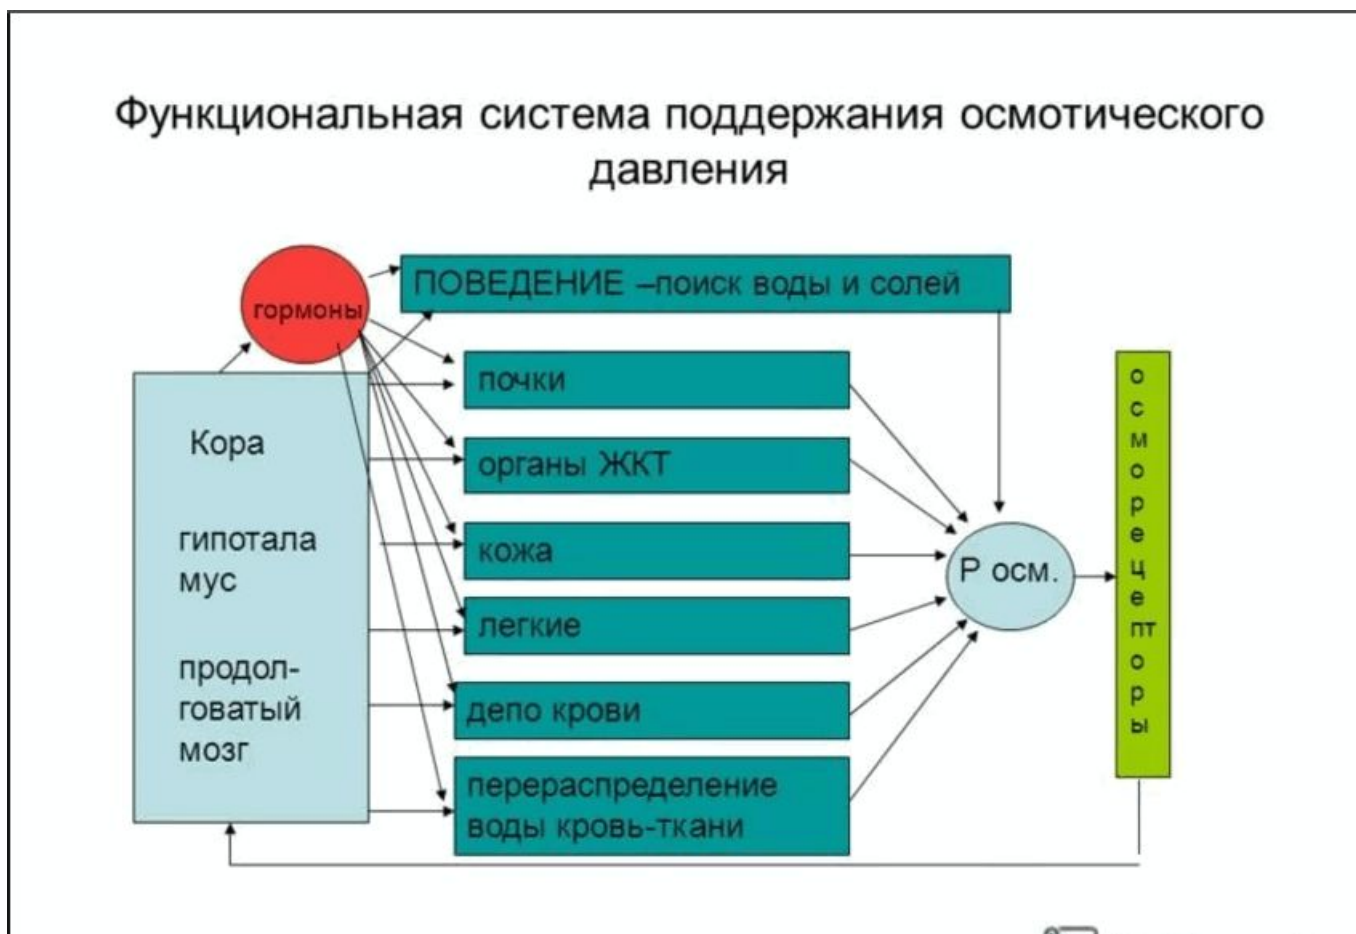 Функциональная система поддержания осмотического
давления
гормоны
ПОВЕДЕНИЕ –поиск воды и солей
почки
органы ЖКТ
кожа
легкие
депо крови
перераспределение
воды кровь-ткани
Кора
гипотала
мус
продол-
говатый
мозг
Р осм.
о
с
м
о
р
е
ц
е
пт
о
р
ы